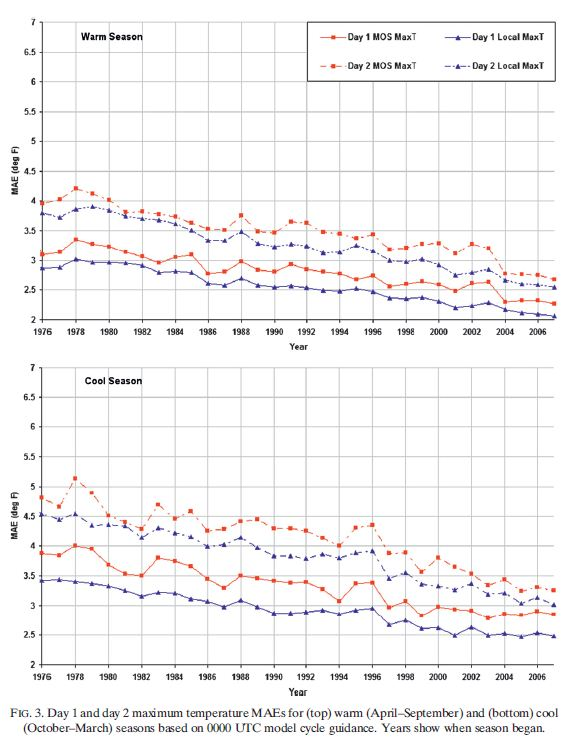 7
6.5
6
5.5
5
4.5
4
3.5
3
2.5
2
MAE (deg F)
Warm Season
Day 1 MOS MaxT
Day 1 Local MaxT
Day 2 MOS MaxT
Day 2 Local MaxT
1976 1978 1980 1982 1984 1986 1988 1990 1992 1994 1996 1998 2000 2002 2004 2006
Year
7
6.5
6
5.5
5
4.5
4
3.5
3
2.5
2
MAE (deg F)
Cool Season
1976 1978 1980 1982 1984 1986 1988 1990 1992 1994 1996 1998 2000 2002 2004 2006
Year
FIG. 3. Day 1 and day 2 maximum temperature MAEs for (top) warm (April–September) and (bottom) cool
(October–March) seasons based on 0000 UTC model cycle guidance. Years show when season began.